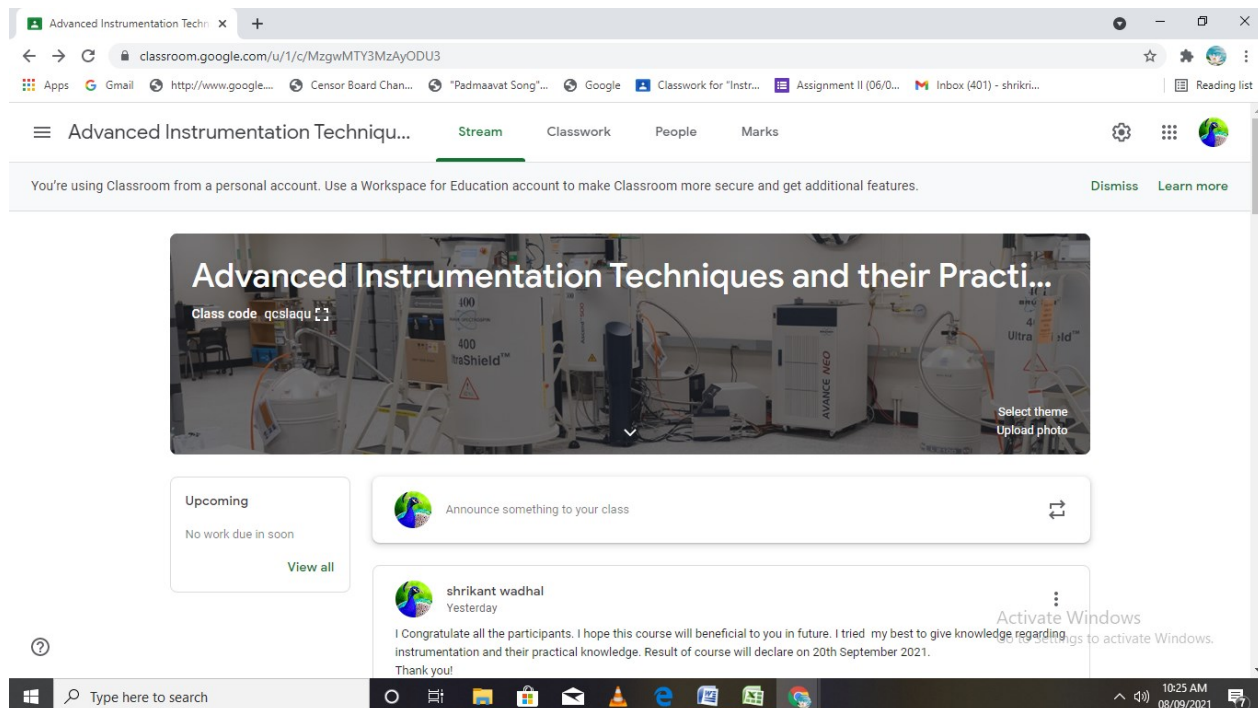 Advanced Instrumentation Techn
classroom.google.com/u/1/c/MzgwMTY3MzAyODU3
Apps Gmail http://www.google.... Censor Board Chan... "Padmaavat Song"... Google Classwork for "Instr... Assignment II (06/0... Inbox (401) - shrikri... Reading list
Advanced Instrumentation Techniqu... Stream Classwork People Marks
You're using Classroom from a personal account. Use a Workspace for Education account to make Classroom more secure and get additional features. Dismiss Learn more
Advanced Instrumentation Techniques and their Practi...
Class code qcslaqu
400
400
UltraShield™
AVANCE NEO
Select theme
Upload photo
Upcoming
No work due in soon
View all
Announce something to your class
shrikant wadhal
Yesterday
I Congratulate all the participants. I hope this course will beneficial to you in future. I tried my best to give knowledge regarding
instrumentation and their practical knowledge. Result of course will declare on 20th September 2021.
Thank you!
Activate Windows
Go to Settings to activate Windows.
Type here to search
10:25 AM
08/09/2021